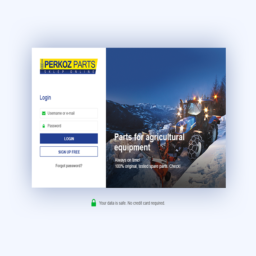 PERKOZ PARTS
SKLEP ONLINE
Login
Username or e-mail
Password
LOGIN
SIGN UP FREE
Forgot password?
Parts for agricultural equipment
Always on time!
100% original, tested spare parts. Check!
Your data is safe. No credit card required.